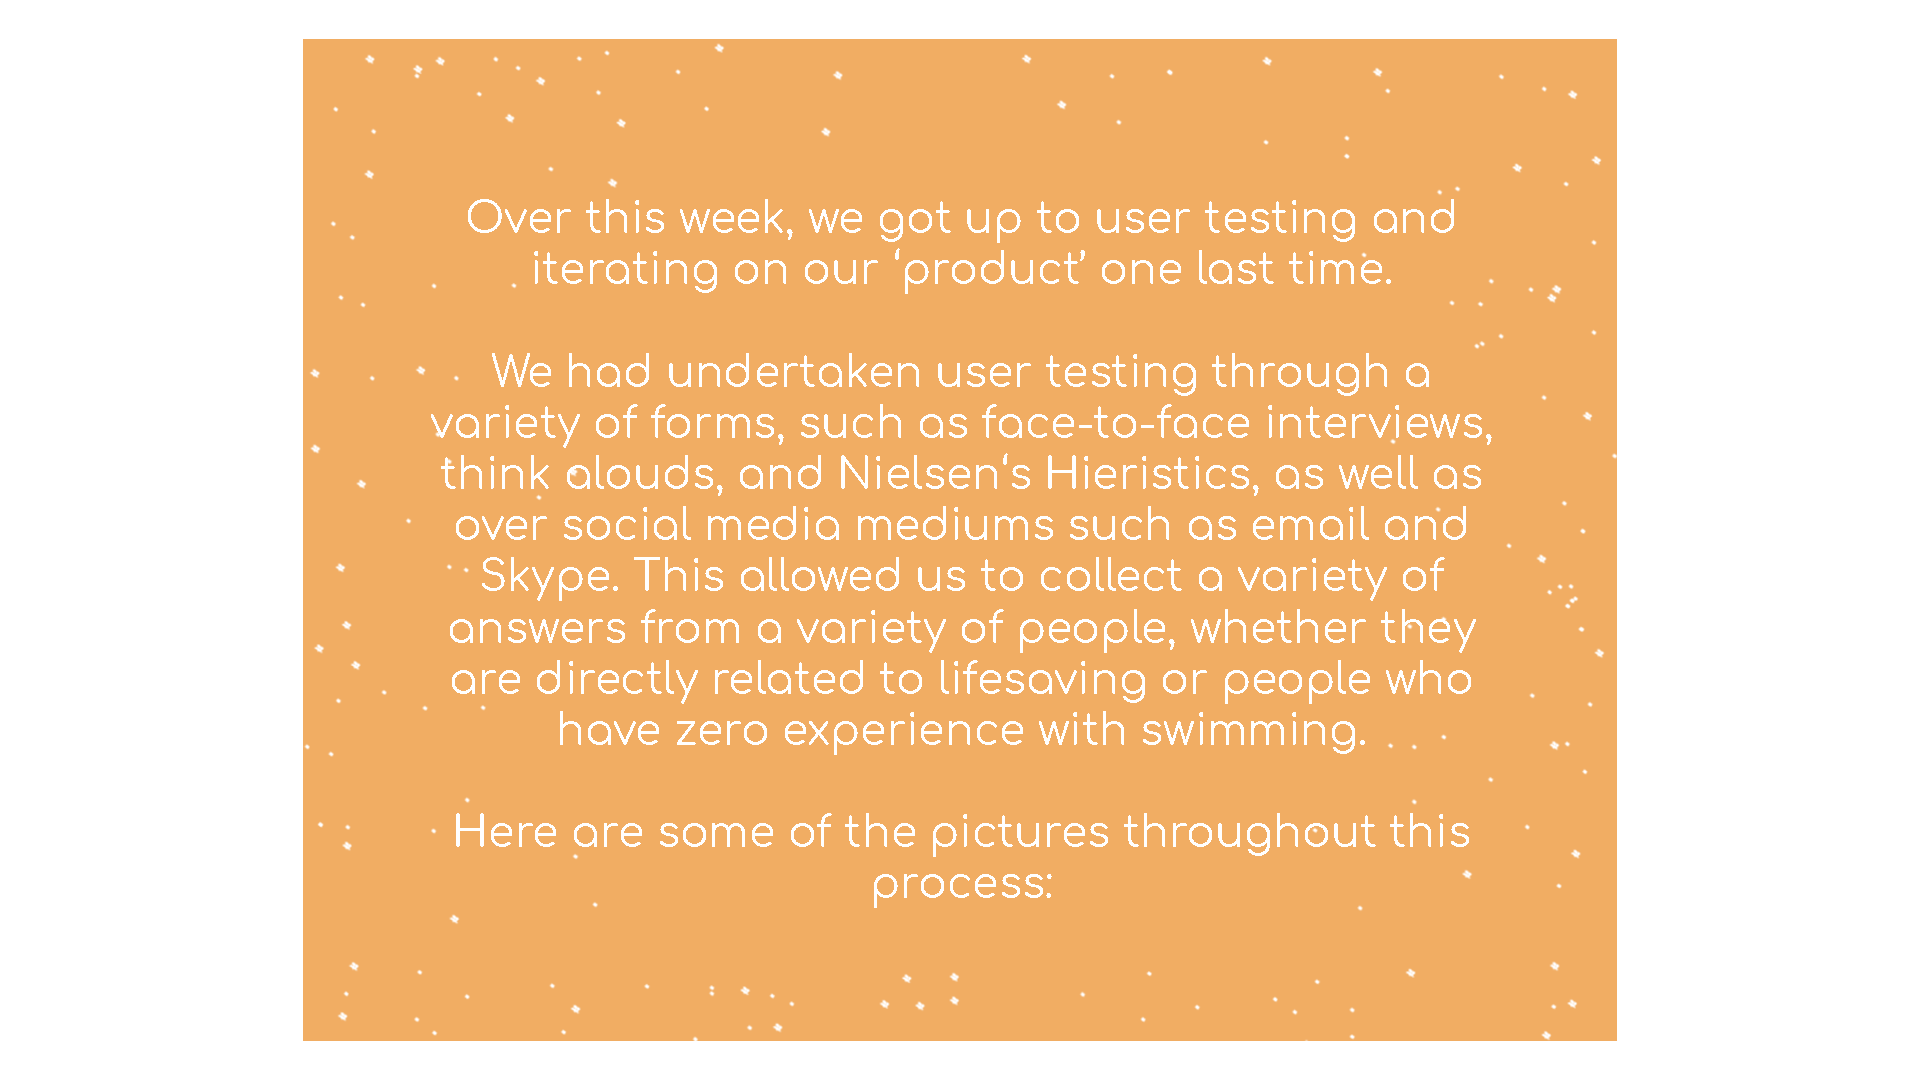 Over this week, we got up to user testing and
iterating on our ‘product’ one last time.
We had undertaken user testing through a
variety of forms, such as face-to-face interviews,
think alouds, and Nielsen‘s Hieristics, as well as
over social media mediums such as email and
Skype. This allowed us to collect a variety of
answers from a variety of people, whether they
are directly related to lifesaving or people who
have zero experience with swimming.
Here are some of the pictures throughout this
process: